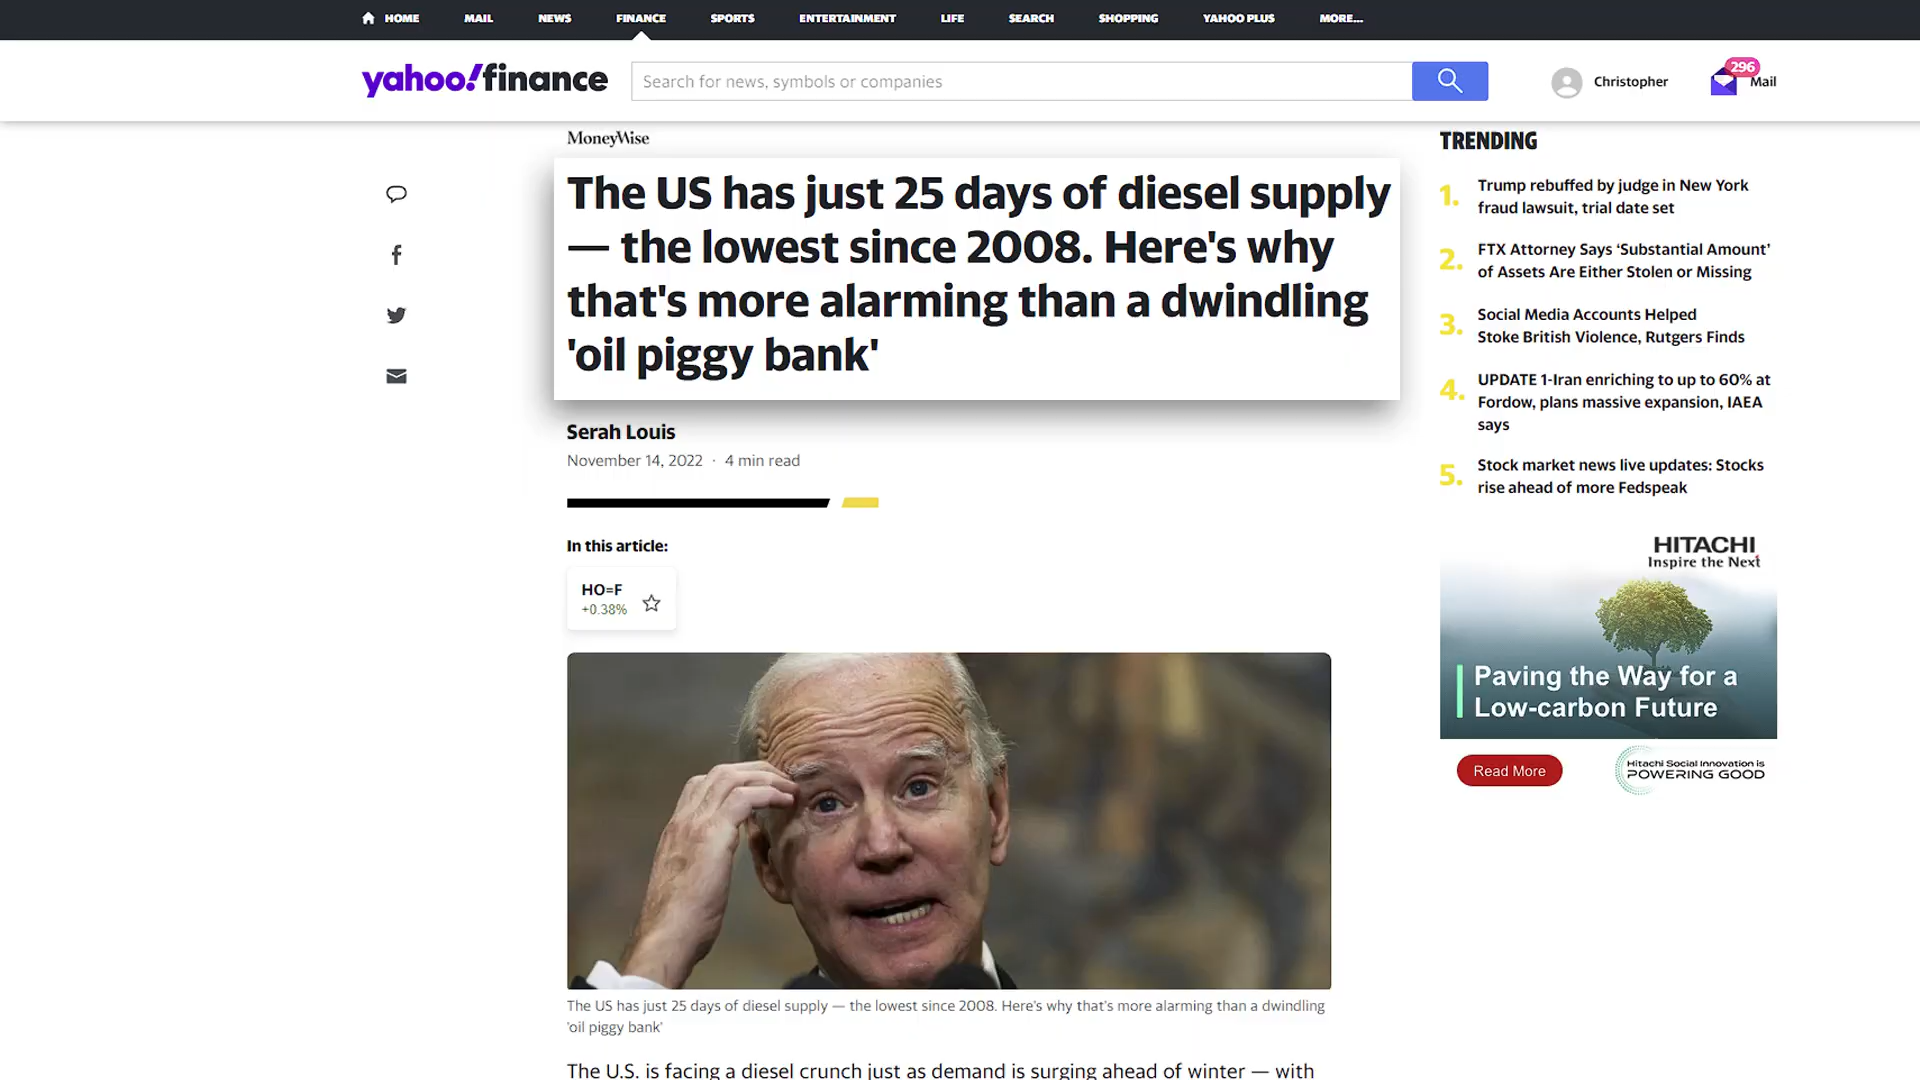 HOME MAIL NEWS FINANCE SPORTS ENTERTAINMENT LIFE SEARCH SHOPPING YAHOO PLUS MORE...
yahoo!finance
Search for news, symbols or companies
Christopher
296
Mail
MoneyWise
The US has just 25 days of diesel supply
— the lowest since 2008. Here's why
that's more alarming than a dwindling
'oil piggy bank'
Serah Louis
November 14, 2022 · 4 min read
In this article:
HO=F
+0.38%
The US has just 25 days of diesel supply — the lowest since 2008. Here's why that's more alarming than a dwindling
'oil piggy bank'
The U.S. is facing a diesel crunch just as demand is surging ahead of winter — with
TRENDING
1. Trump rebuffed by judge in New York
fraud lawsuit, trial date set
2. FTX Attorney Says ‘Substantial Amount’
of Assets Are Either Stolen or Missing
3. Social Media Accounts Helped
Stoke British Violence, Rutgers Finds
4. UPDATE 1-Iran enriching to up to 60% at
Fordow, plans massive expansion, IAEA
says
5. Stock market news live updates: Stocks
rise ahead of more Fedspeak
HITACHI
Inspire the Next
Paving the Way for a
Low-carbon Future
Read More
Hitachi Social Innovation is
POWERING GOOD